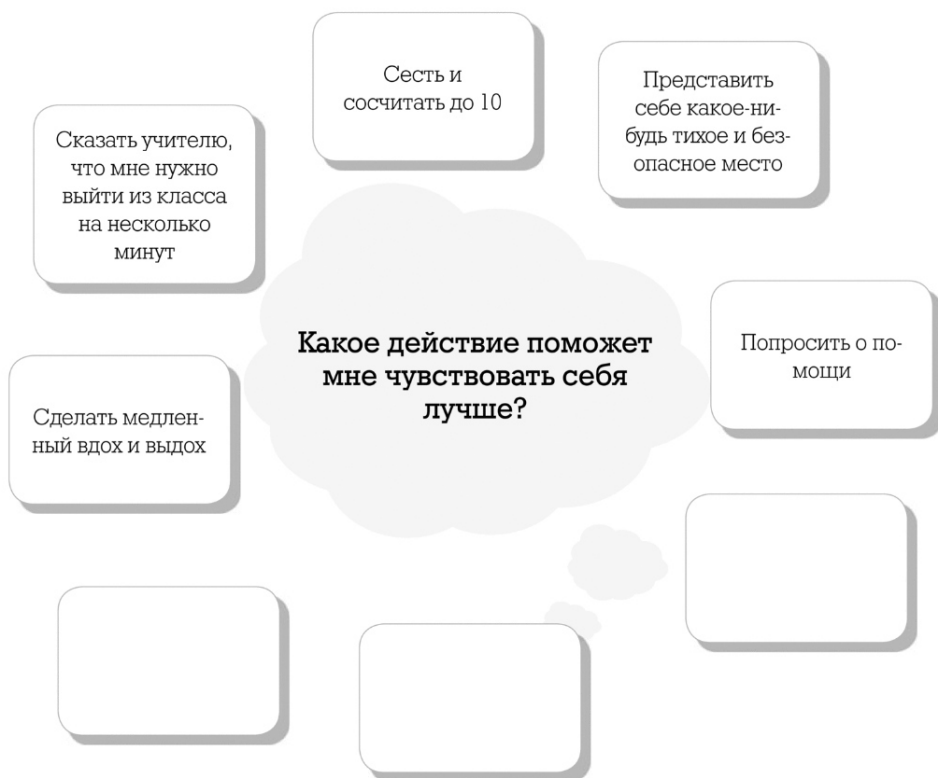 Сесть и
сосчитать до 10
Представить
себе какое-ни-
будь тихое и без-
опасное место
Сказать учителю,
что мне нужно
выйти из класса
на несколько
минут
Какое действие поможет
мне чувствовать себя
лучше?
Попросить о по-
мощи
Сделать медлен-
ный вдох и выдох